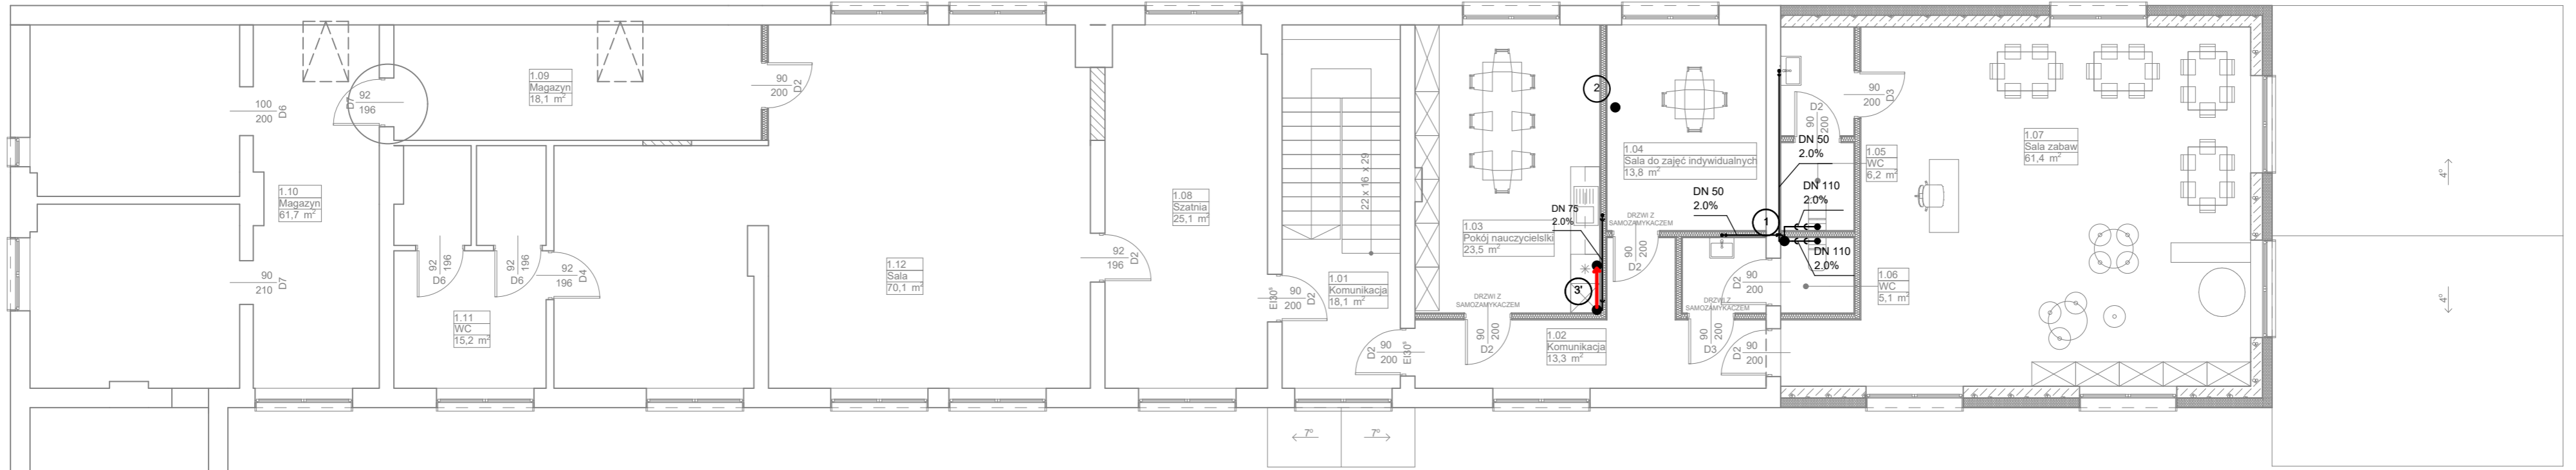 1.09
Magazyn
18,1 m²
90
200
D2
92
196
D7
100
200
D6
1.10
Magazyn
61,7 m²
90
210
D7
92
196
D6
92
196
D6
92
196
D4
1.11
WC
15,2 m²
1.12
Sala
70,1 m²
1.08
Szatnia
25,1 m²
92
196
D2
22 x 16 x 29
1.01
Komunikacja
18,1 m²
EI30ˢ
90
200
D2
D2
90
200
EI30ˢ
7°
7°
1.03
Pokój nauczycielski
23,5 m²
DN 75
2.0%
3'
DRZWI Z
SAMOZAMYKACZEM
90
200
D2
1.02
Komunikacja
13,3 m²
2
1.04
Sala do zajęć indywidualnych
13,8 m²
DRZWI Z
SAMOZAMYKACZEM
90
200
D2
DN 50
2.0%
1
DRZWI Z
SAMOZAMYKACZEM
90
200
D3
D2
90
200
D2
90
200
D2
90
200
DN 50
2.0%
DN 110
2.0%
DN 110
2.0%
1.05
WC
6,2 m²
1.06
WC
5,1 m²
90
200
D3
1.07
Sala zabaw
61,4 m²
4°
4°